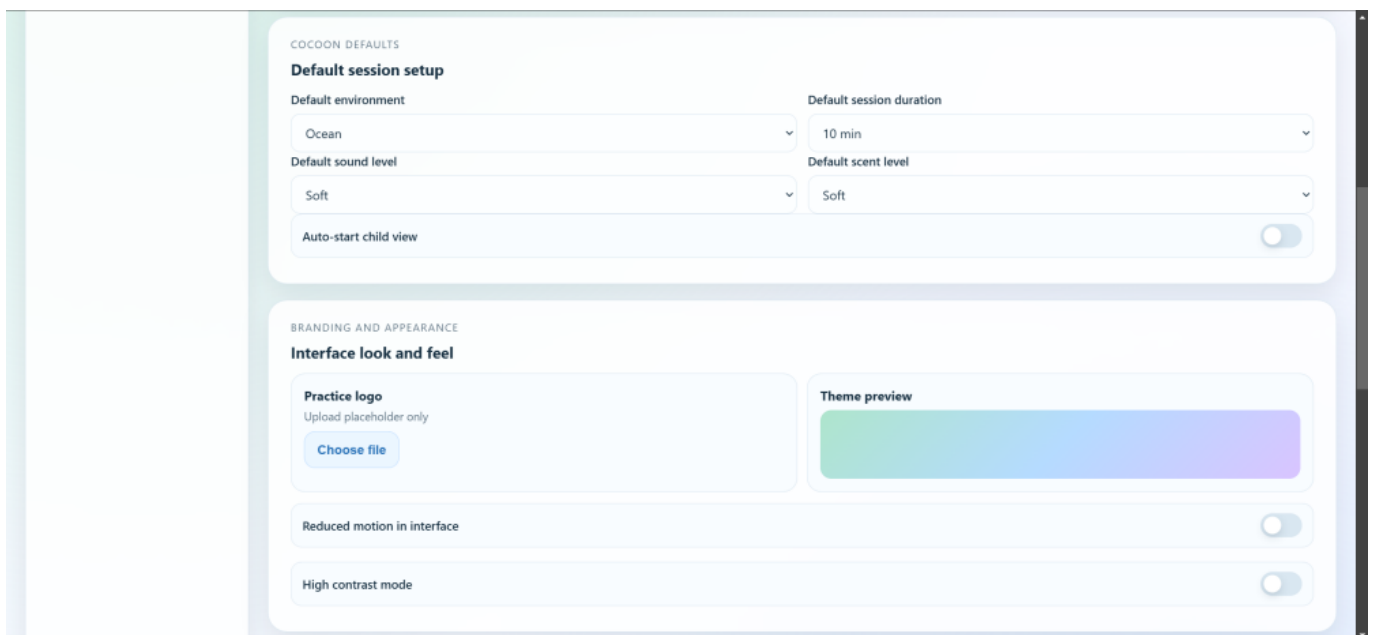 COCOON DEFAULTS
Default session setup
Default environment
Default session duration
Ocean
10 min
Default sound level
Default scent level
Soft
Soft
Auto-start child view
BRANDING AND APPEARANCE
Interface look and feel
Practice logo
Upload placeholder only
Choose file
Theme preview
Reduced motion in interface
High contrast mode